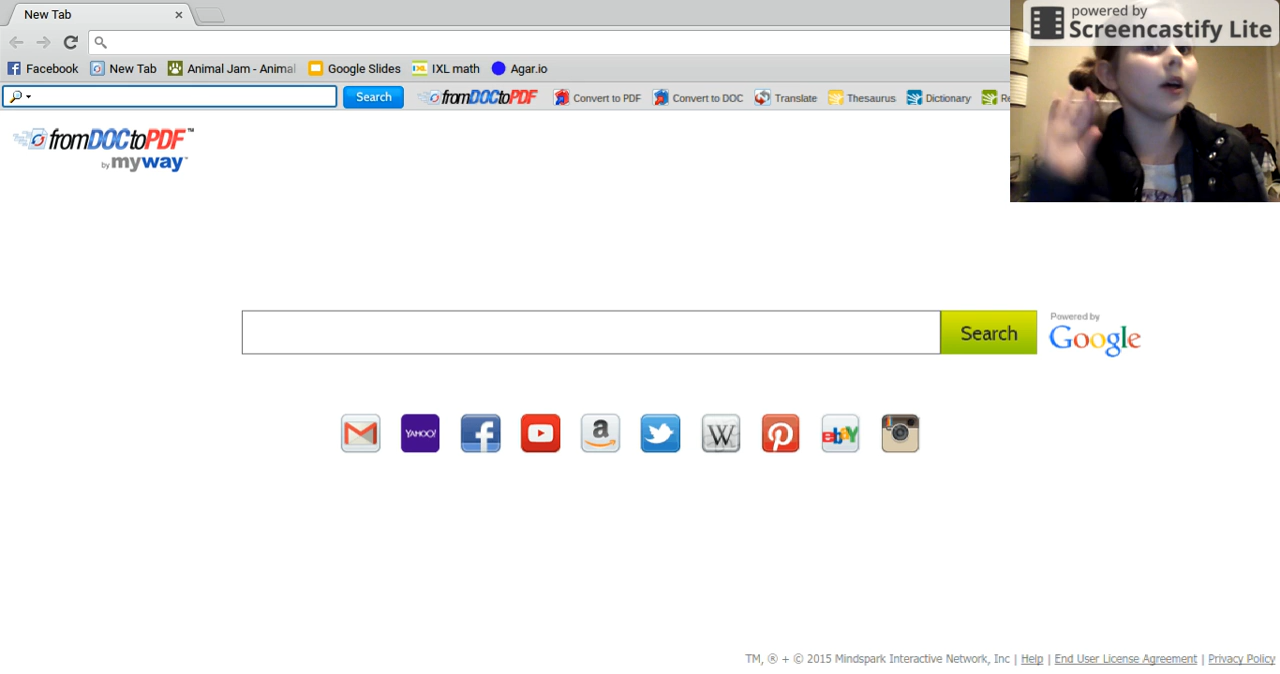 New Tab
powered by
Screencastify Lite
Facebook New Tab Animal Jam - Animal Google Slides IXL math Agar.io
Search fromDOCtoPDF Convert to PDF Convert to DOC Translate Thesaurus Dictionary Re
fromDOCtoPDF™
by myway™
Search
Powered by
Google
YAHOO! f a W ebay
TM, ® + © 2015 Mindspark Interactive Network, Inc | Help | End User License Agreement | Privacy Policy